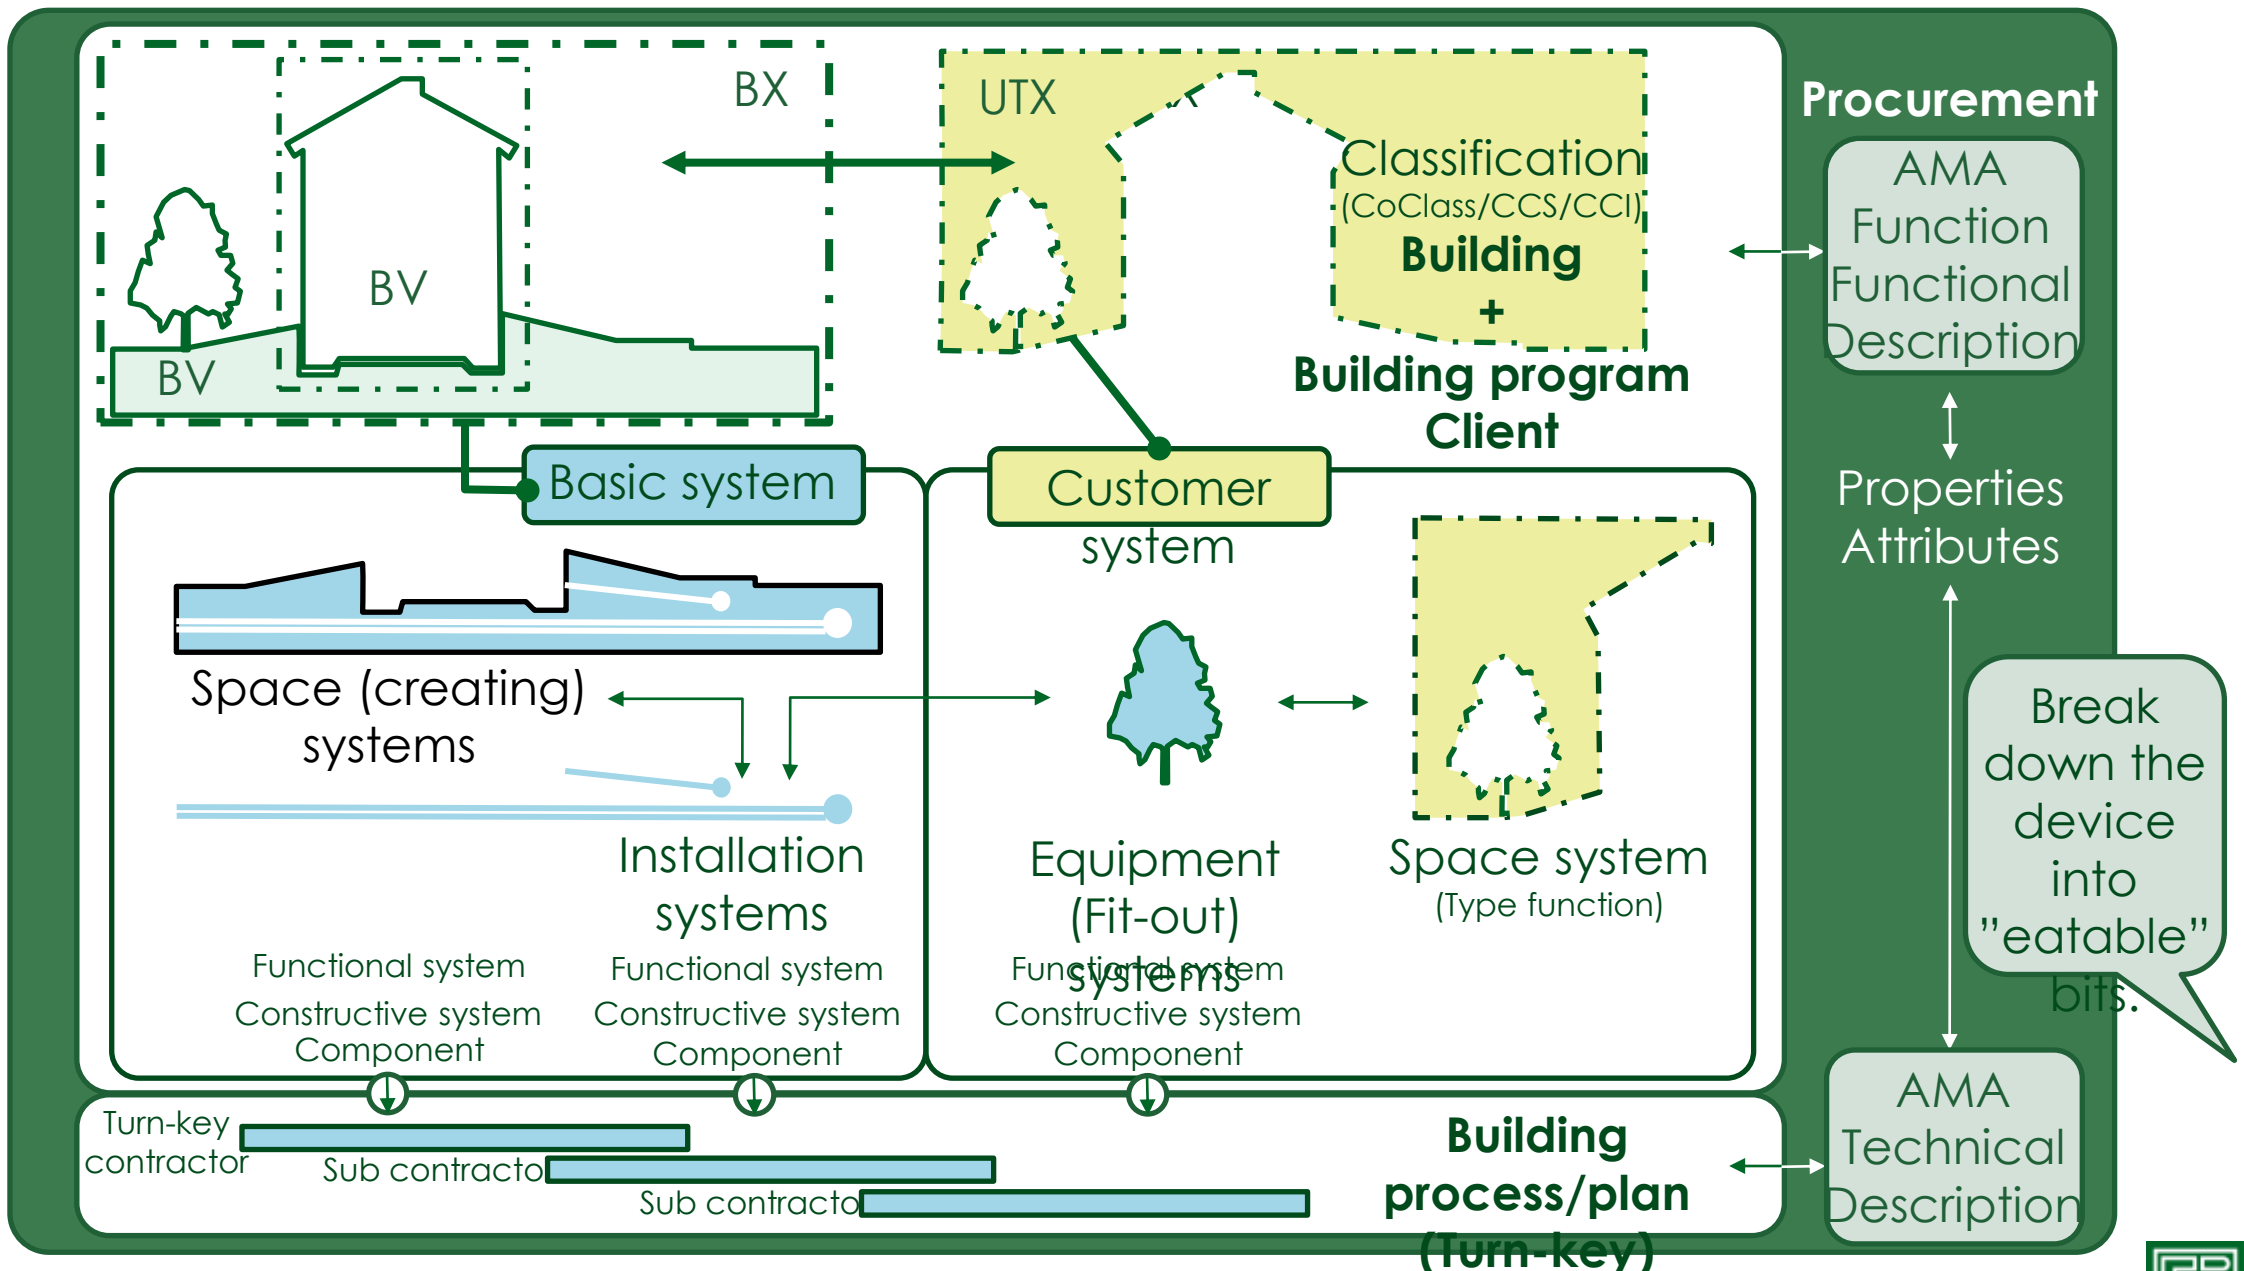 BX
BV
BV
UTX
Classification
(CoClass/CCS/CCI)
Building
+
Building program
Client
Procurement
AMA
Function
Functional
Description
Properties
Attributes
Basic system
Customer
system
Space (creating)
systems
Installation
systems
Equipment
(Fit-out)
systems
Space system
(Type function)
Functional system
Constructive system
Component
Functional system
Constructive system
Component
Functional system
Constructive system
Component
Break
down the
device
into
”eatable”
bits.
Turn-key
contractor
Sub contracto
Sub contracto
Building
process/plan
(Turn-key)
AMA
Technical
Description